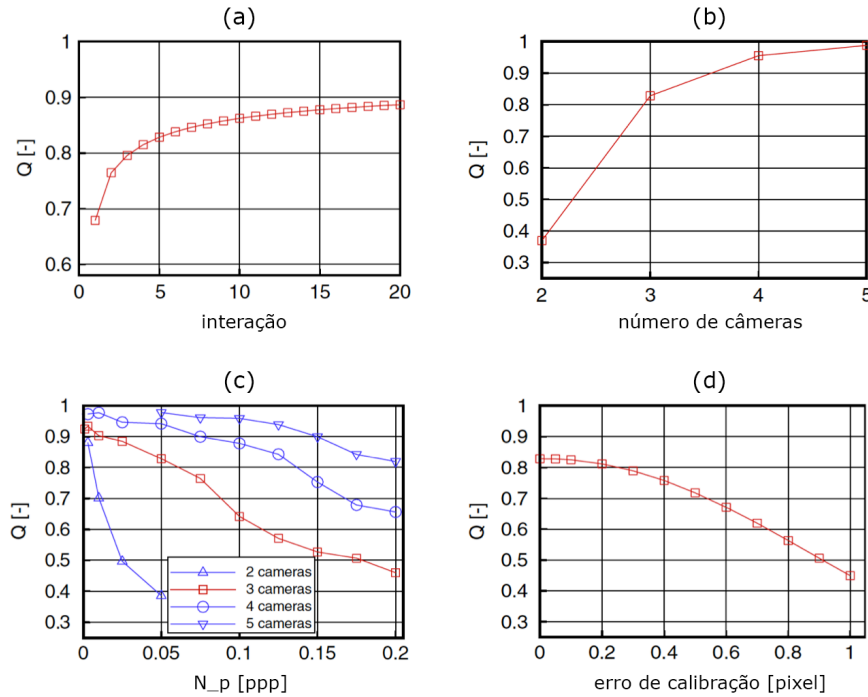 (a)
1
0.9
0.8
0.7
0.6
Q [-]
0 5 10 15 20
interação
(b)
1
0.9
0.8
0.7
0.6
0.5
0.4
0.3
Q [-]
2 3 4 5
número de câmeras
(c)
1
0.9
0.8
0.7
0.6
0.5
0.4
0.3
Q [-]
2 cameras
3 cameras
4 cameras
5 cameras
0 0.05 0.1 0.15 0.2
N_p [ppp]
(d)
1
0.9
0.8
0.7
0.6
0.5
0.4
0.3
Q [-]
0 0.2 0.4 0.6 0.8 1
erro de calibração [pixel]